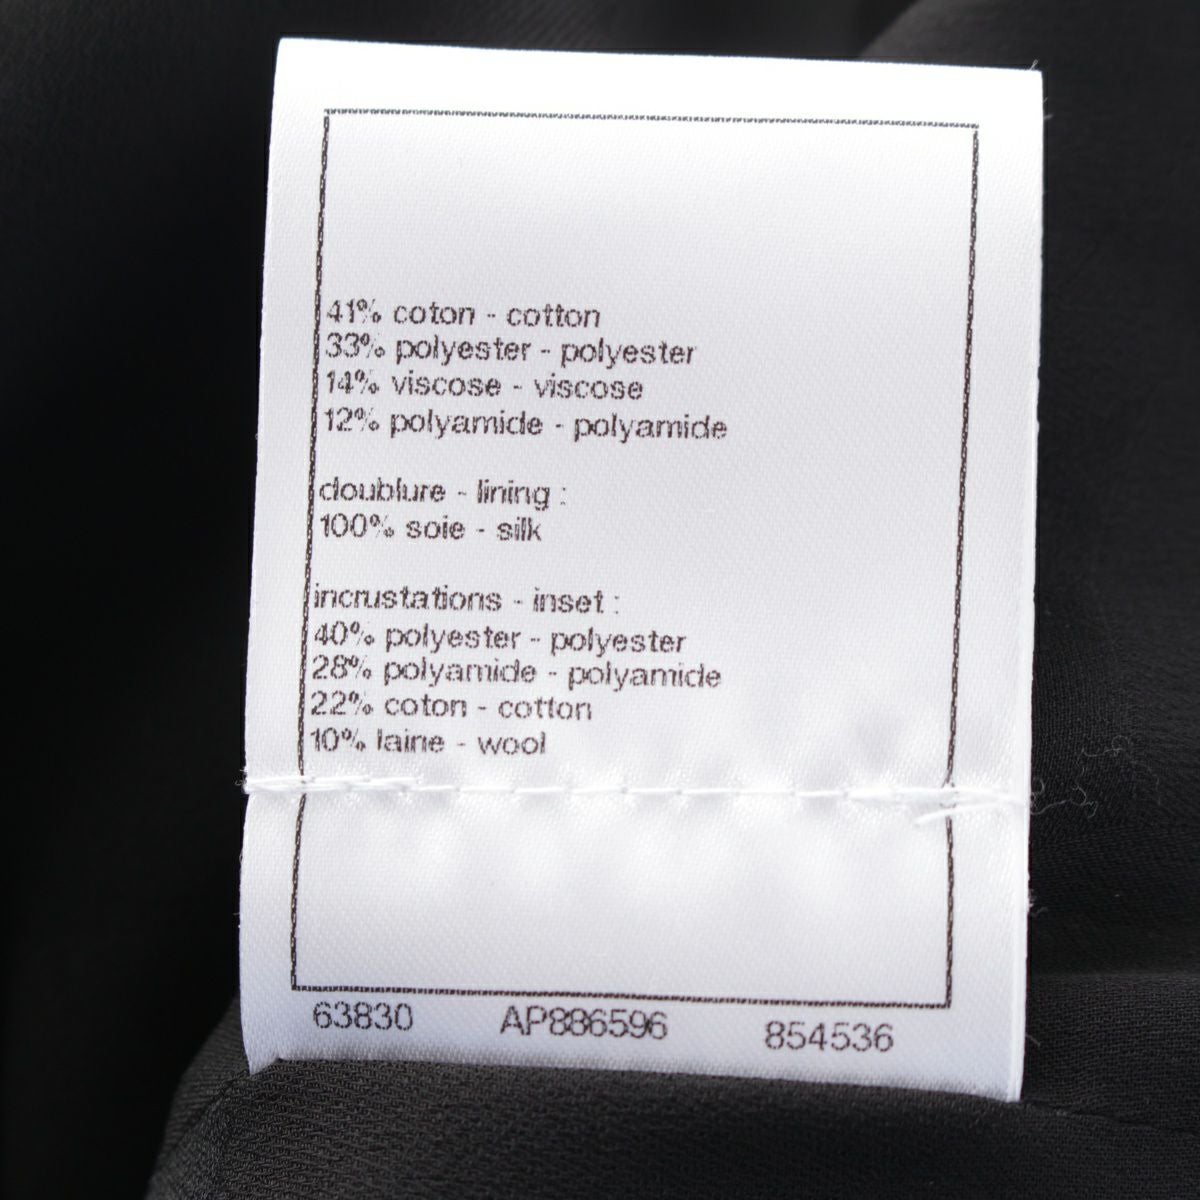 41% coton - cotton
33% polyester - polyester
14% viscose - viscose
12% polyamide - polyamide
doublure - lining :
100% soie - silk
incrustations - inset :
40% polyester - polyester
28% polyamide - polyamide
22% coton - cotton
10% laine - wool
63830 AP886596 854536